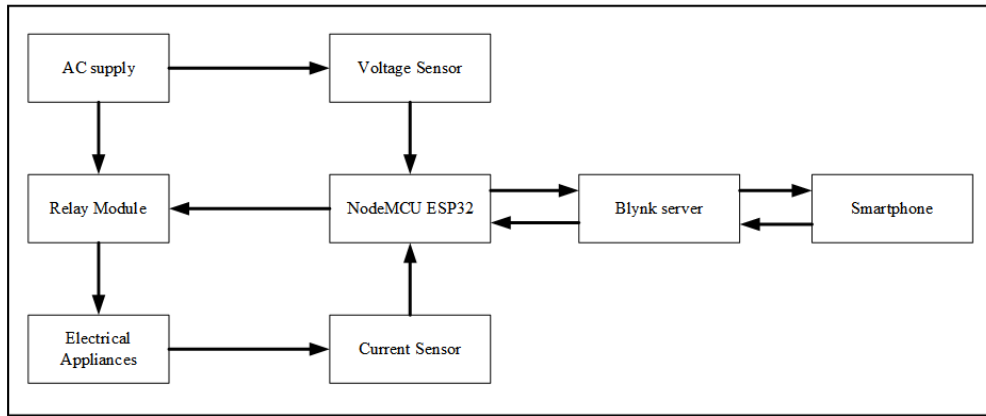 AC supply
Voltage Sensor
Relay Module
NodeMCU ESP32
Blynk server
Smartphone
Electrical
Appliances
Current Sensor